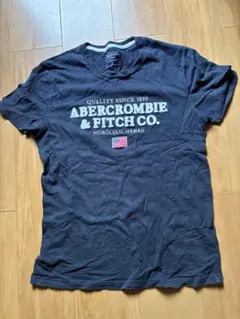 QUALITY SINCE 1892
ABERCROMBIE
& FITCH CO.
HONOLULU, HAWAII